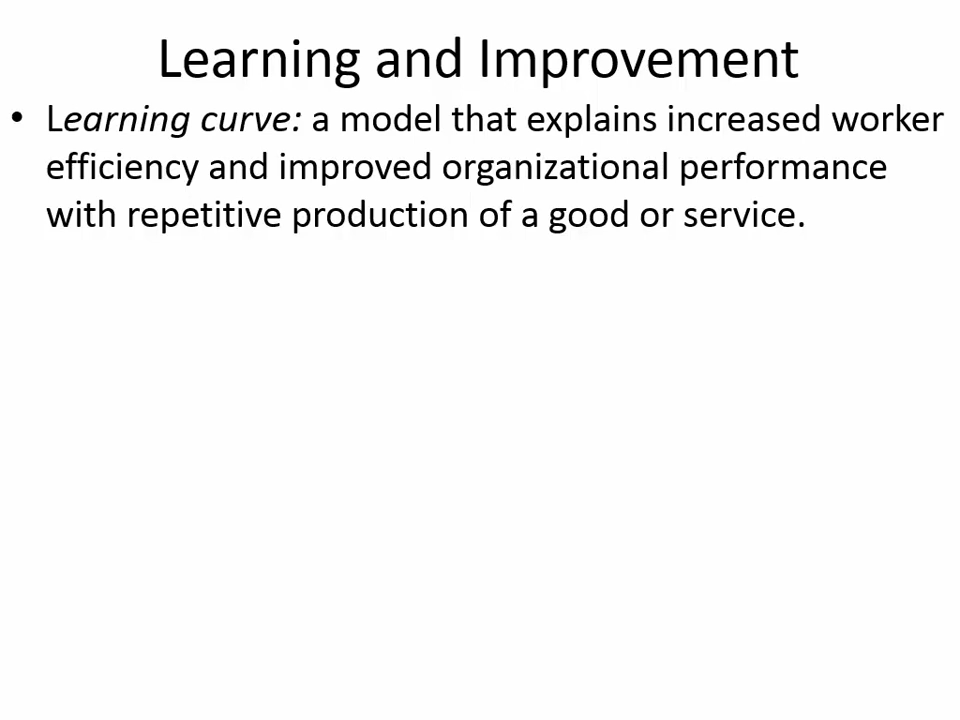 Learning and Improvement
• Learning curve: a model that explains increased worker
efficiency and improved organizational performance
with repetitive production of a good or service.